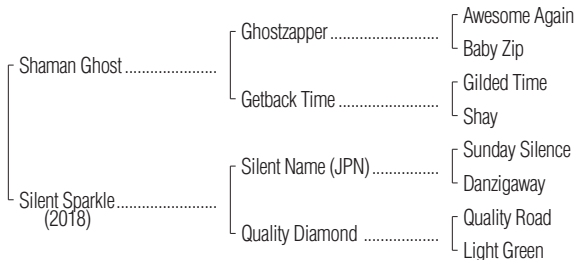 Awesome Again
Ghostzapper ..........................
Baby Zip
Shaman Ghost ......................
Gilded Time
Getback Time ........................
Shay
Sunday Silence
Silent Name (JPN) ................
Danzigaway
Silent Sparkle ........................
(2018)
Quality Road
Quality Diamond ..................
Light Green